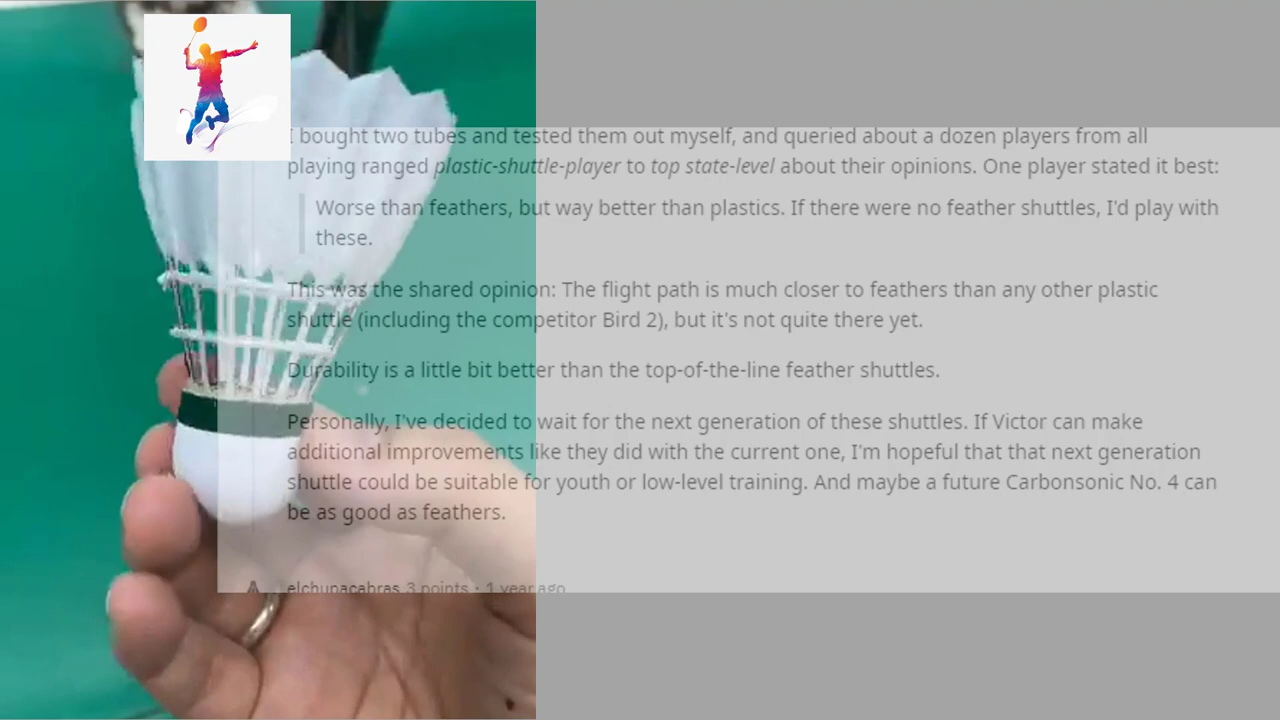 I bought two tubes and tested them out myself, and queried about a dozen players from all
playing ranged plastic-shuttle-player to top state-level about their opinions. One player stated it best:
Worse than feathers, but way better than plastics. If there were no feather shuttles, I'd play with
these.
This was the shared opinion: The flight path is much closer to feathers than any other plastic
shuttle (including the competitor Bird 2), but it's not quite there yet.
Durability is a little bit better than the top-of-the-line feather shuttles.
Personally, I've decided to wait for the next generation of these shuttles. If Victor can make
additional improvements like they did with the current one, I'm hopeful that that next generation
shuttle could be suitable for youth or low-level training. And maybe a future Carbonsonic No. 4 can
be as good as feathers.
elchupacabras 3 points · 1 year ago